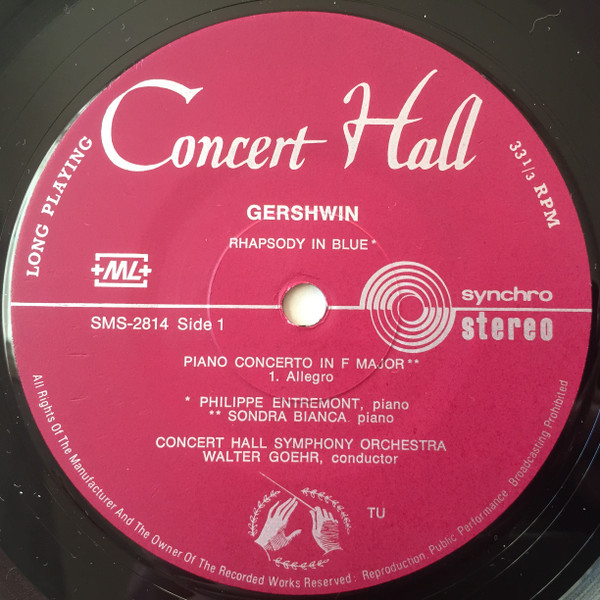 Concert Hall
LONG PLAYING
33 1/3 RPM
GERSHWIN
RHAPSODY IN BLUE*
+ML+
SMS-2814 Side 1
synchro
stereo
PIANO CONCERTO IN F MAJOR**
1. Allegro
* PHILIPPE ENTREMONT, piano
** SONDRA BIANCA piano
CONCERT HALL SYMPHONY ORCHESTRA
WALTER GOEHR, conductor
TU
All Rights Of The Manufacturer And The Owner Of The Recorded Works Reserved. Reproduction, Public Performance, Broadcasting Prohibited